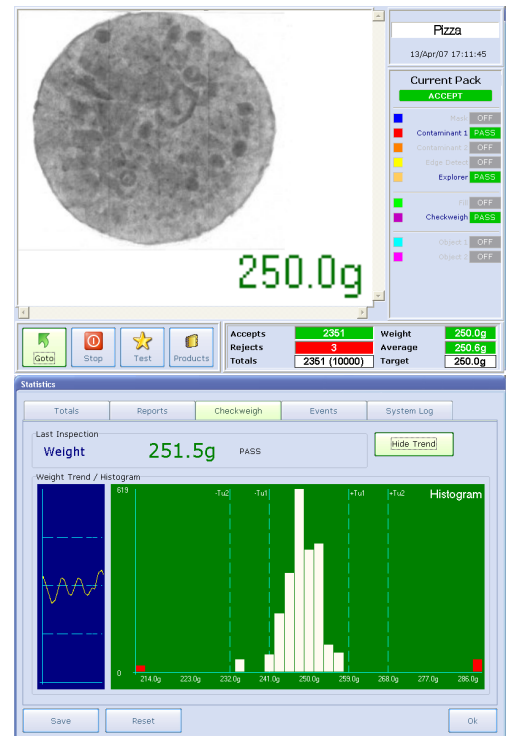 Pizza
13/Apr/07 17:11:45
Current Pack
ACCEPT
Mask OFF
Contaminant 1 PASS
Contaminant 2 OFF
Edge Detect OFF
Explorer PASS
Fill OFF
Checkweigh PASS
Object 1 OFF
Object 2 OFF
250.0g
Goto
Stop
Test
Products
Accepts 2351 Weight 250.0g
Rejects 3 Average 250.6g
Totals 2351 (10000) Target 250.0g
Statistics
Totals Reports Checkweigh Events System Log
Last Inspection
Weight 251.5g PASS
Hide Trend
Weight Trend / Histogram
619 -Tu2 -Tu1 +Tu1 +Tu2 Histogram
0
214.0g 223.0g 232.0g 241.0g 250.0g 259.0g 268.0g 277.0g 286.0g
Save Reset Ok